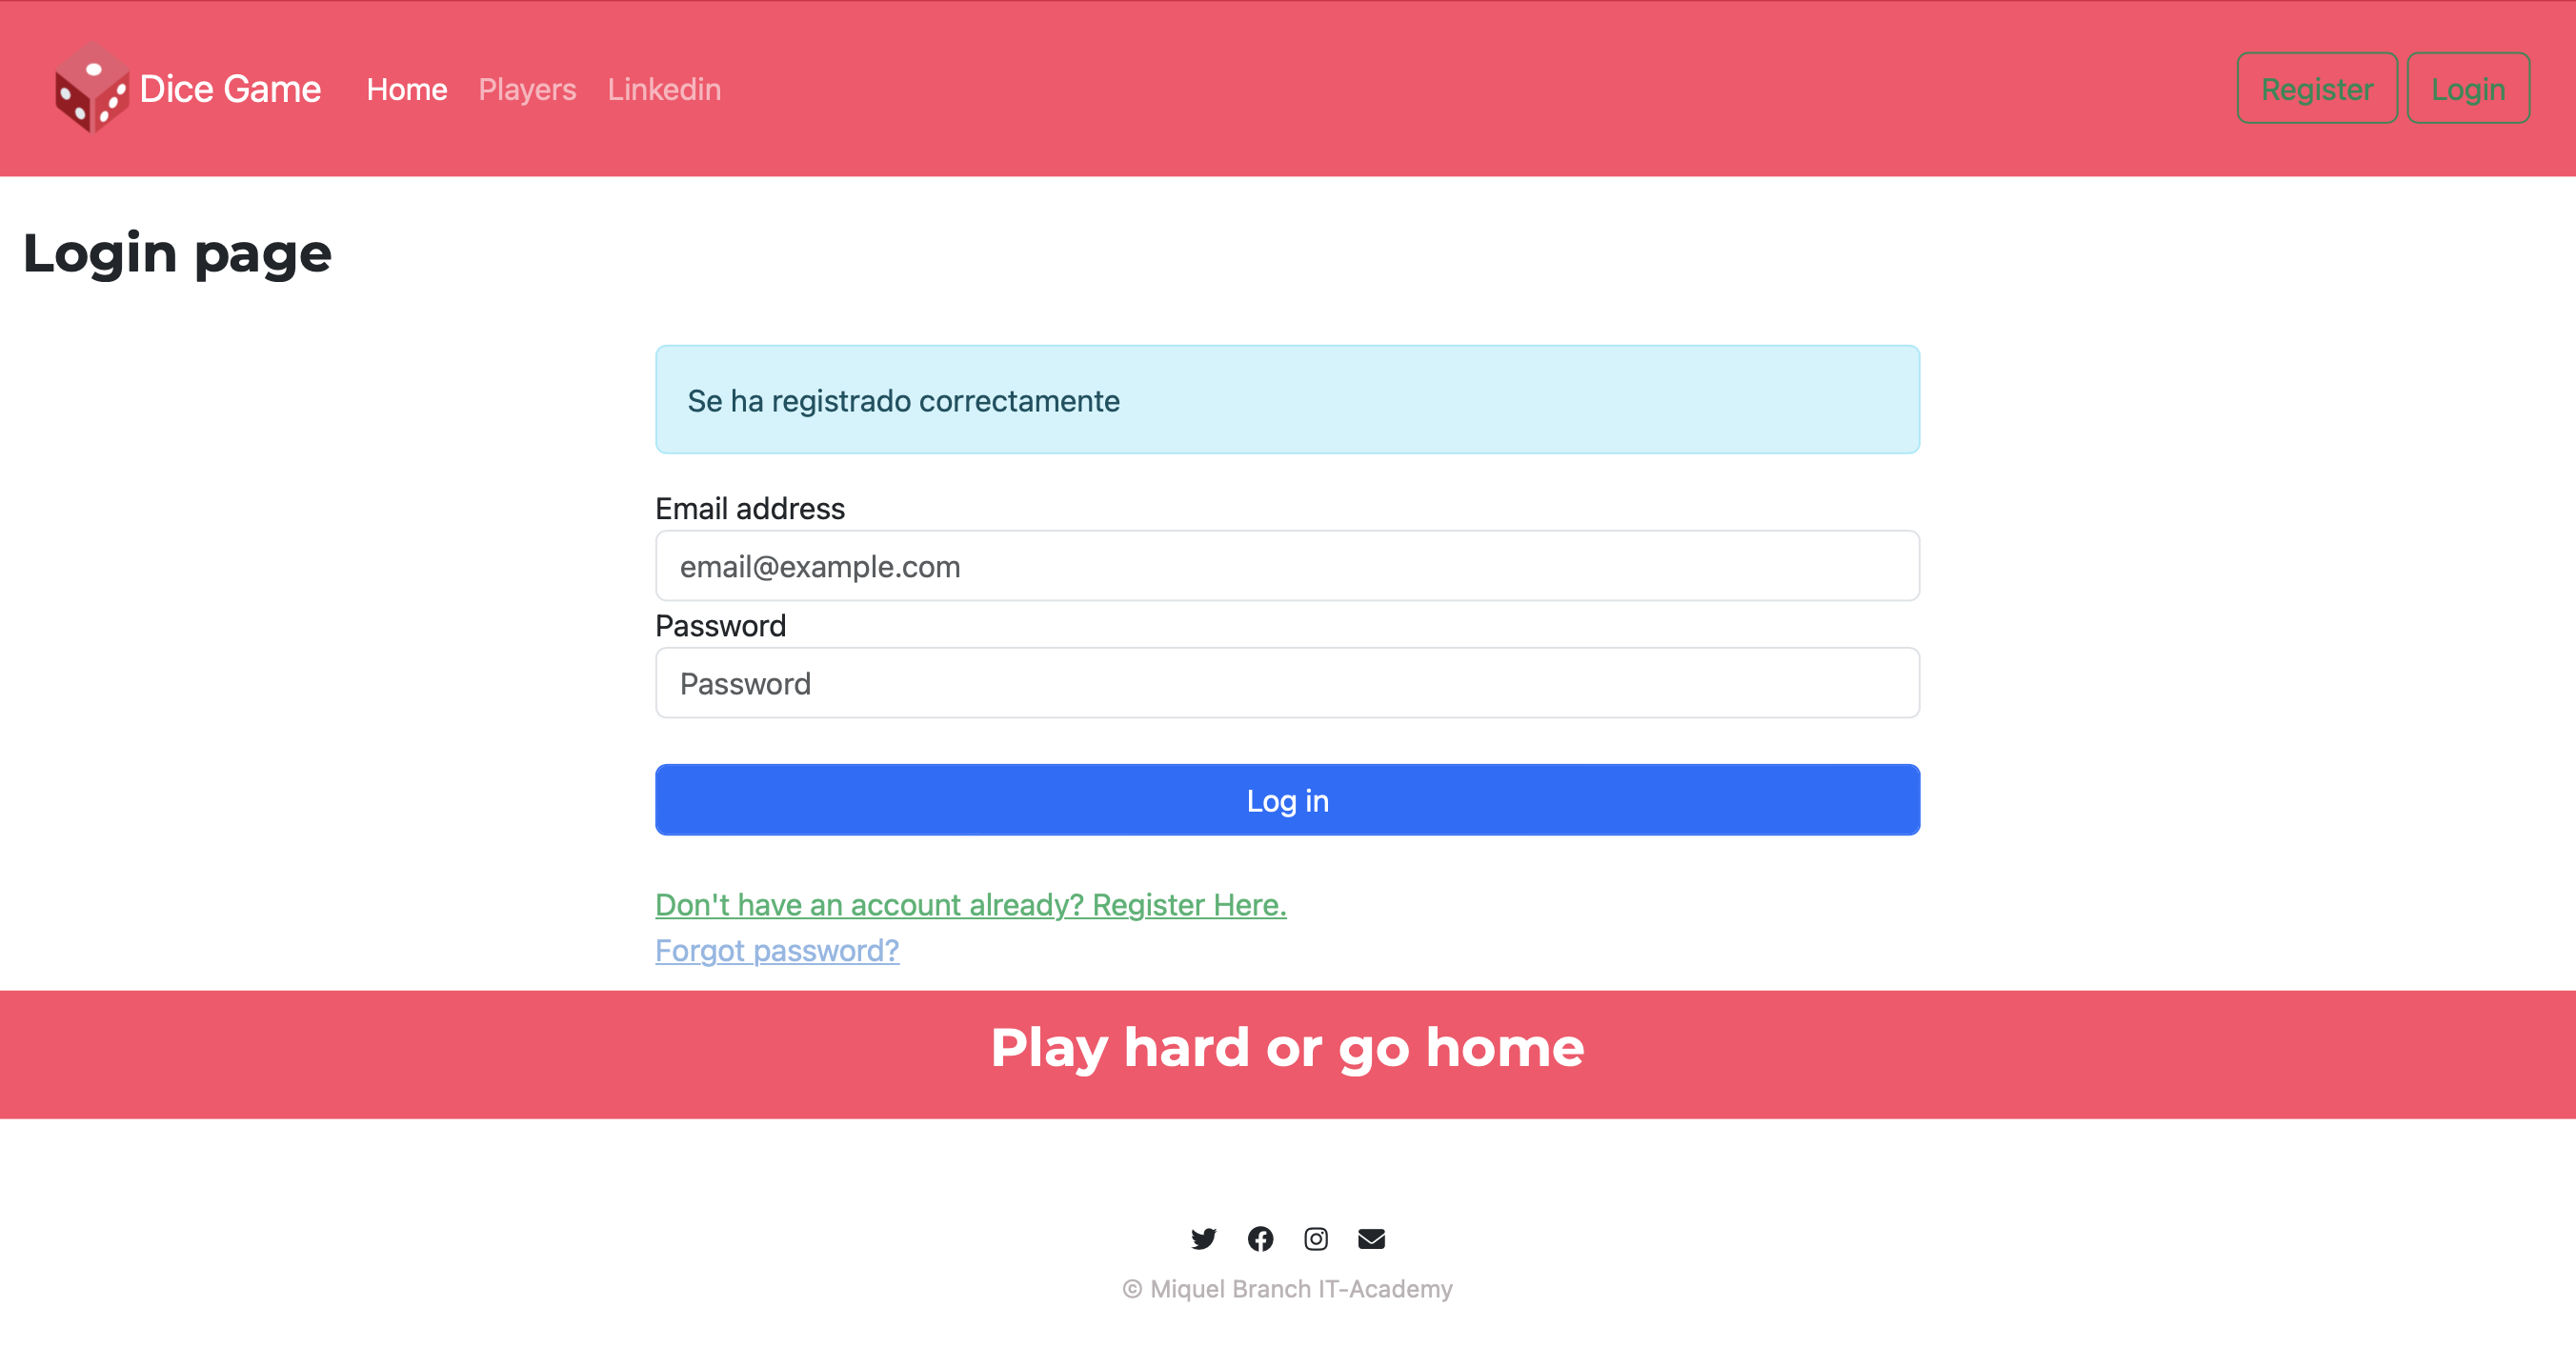 Dice Game Home Players Linkedin Register Login
Login page
Se ha registrado correctamente
Email address
email@example.com
Password
Password
Log in
Don't have an account already? Register Here.
Forgot password?
Play hard or go home
© Miquel Branch IT-Academy